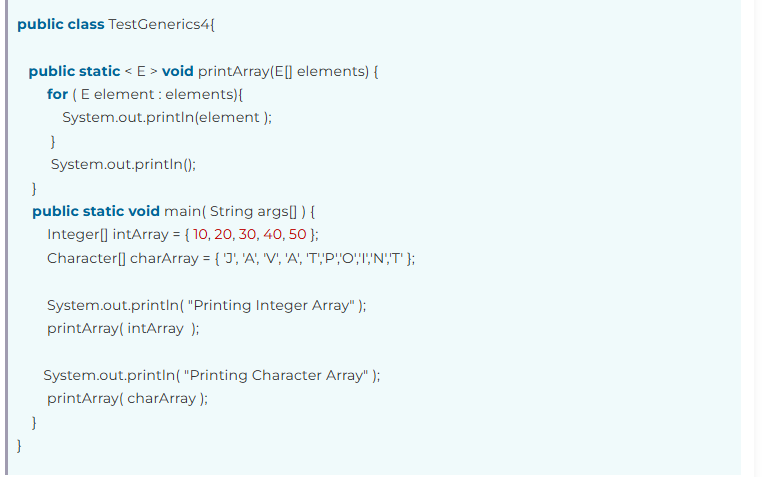 public class TestGenerics4{
public static < E > void printArray(E[] elements) {
for ( E element : elements){
System.out.println(element );
}
System.out.println();
}
public static void main( String args[] ) {
Integer[] intArray = { 10, 20, 30, 40, 50 };
Character[] charArray = { 'J', 'A', 'V', 'A', 'T','P','O','I','N','T' };
System.out.println( "Printing Integer Array" );
printArray( intArray  );
System.out.println( "Printing Character Array" );
printArray( charArray );
}
}